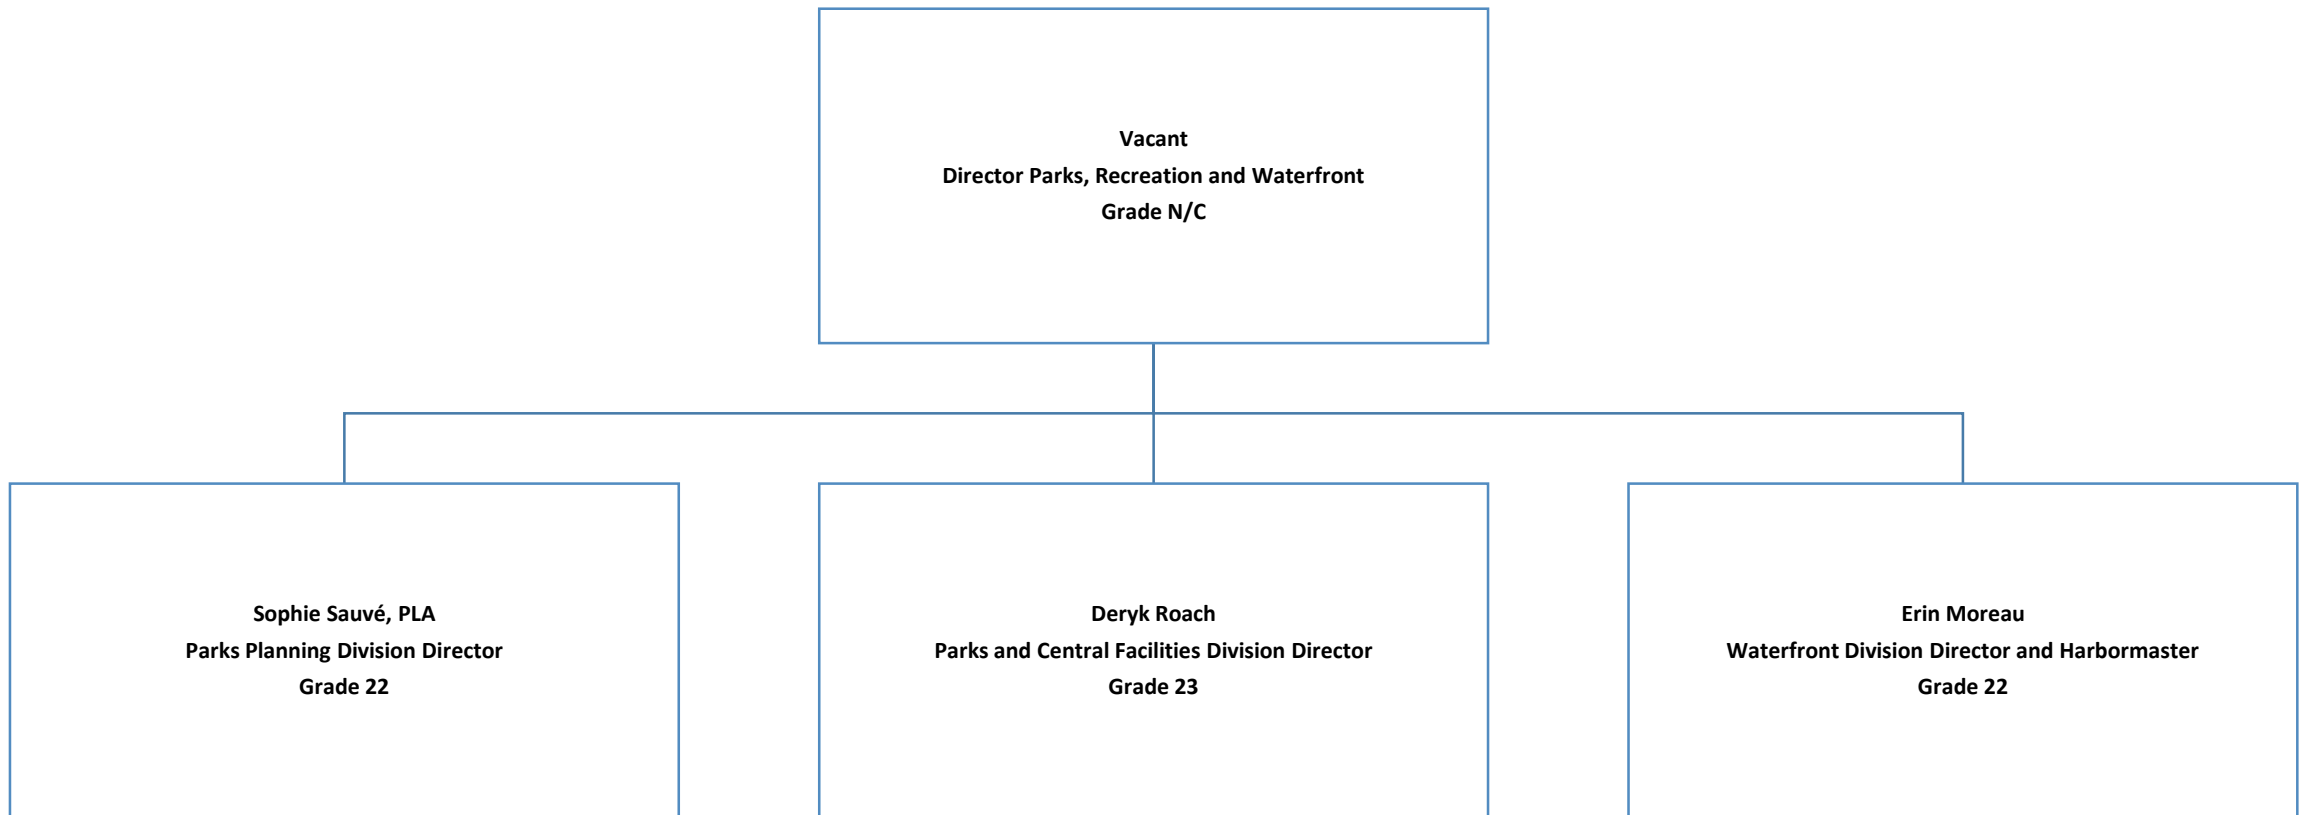 Vacant
Director Parks, Recreation and Waterfront
Grade N/C
Sophie Sauvé, PLA
Parks Planning Division Director
Grade 22
Deryk Roach
Parks and Central Facilities Division Director
Grade 23
Erin Moreau
Waterfront Division Director and Harbormaster
Grade 22